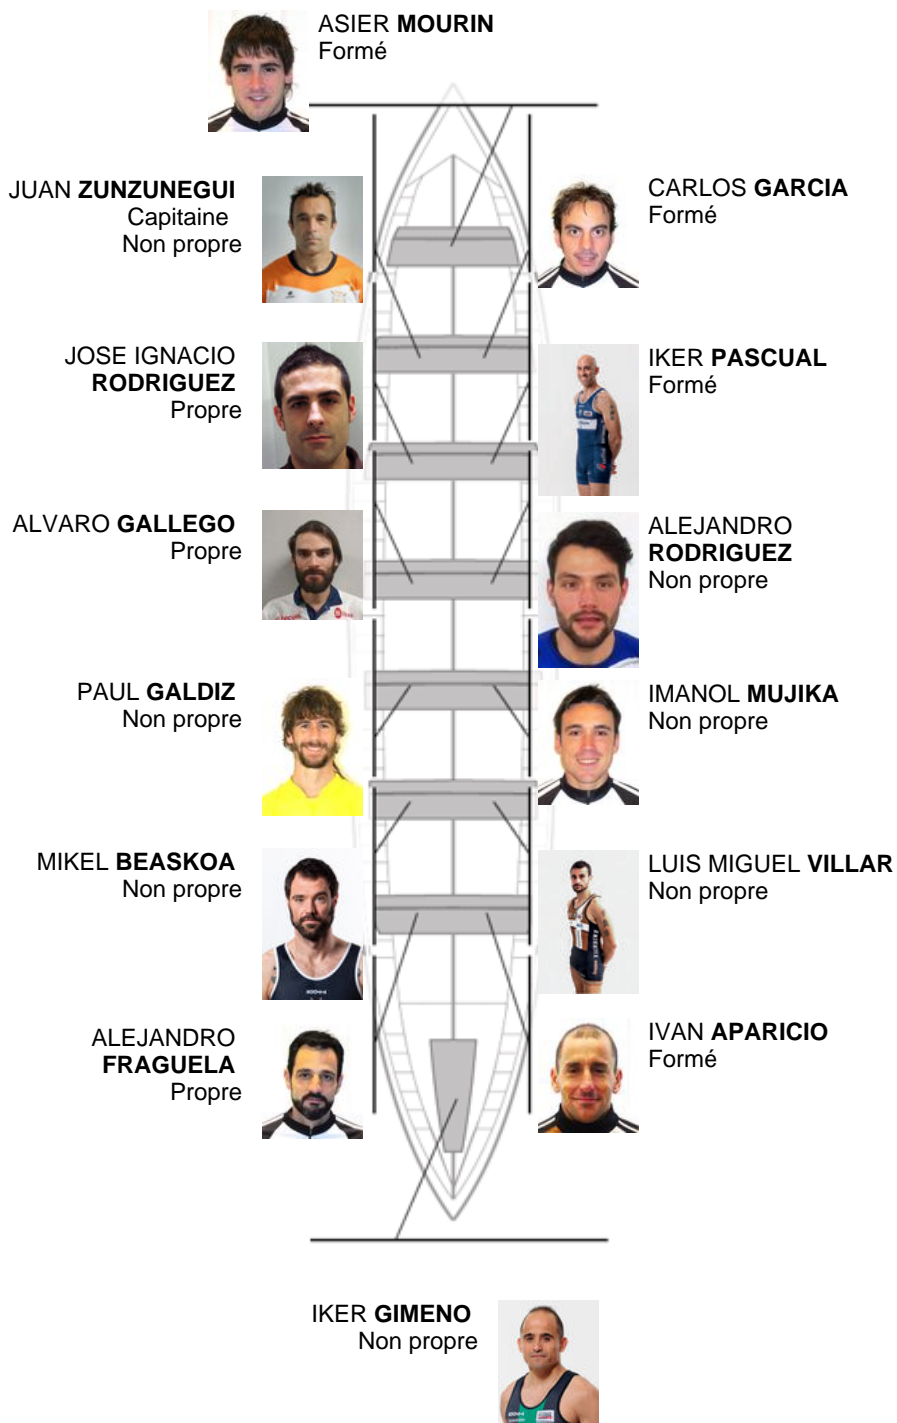 ASIER MOURIN
Formé
JUAN ZUNZUNEGUI
Capitaine
Non propre
CARLOS GARCIA
Formé
JOSE IGNACIO
RODRIGUEZ
Propre
IKER PASCUAL
Formé
ALVARO GALLEGO
Propre
ALEJANDRO
RODRIGUEZ
Non propre
PAUL GALDIZ
Non propre
IMANOL MUJIKA
Non propre
MIKEL BEASKOA
Non propre
LUIS MIGUEL VILLAR
Non propre
ALEJANDRO
FRAGUELA
Propre
IVAN APARICIO
Formé
IKER GIMENO
Non propre